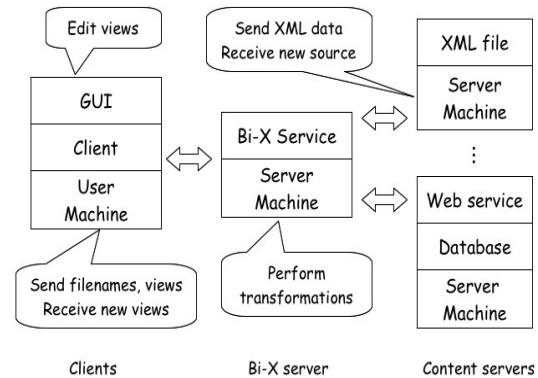 Edit views
GUI
Client
User
Machine
Send filenames, views
Receive new views
Clients
Bi-X Service
Server
Machine
Perform
transformations
Bi-X server
Send XML data
Receive new source
XML file
Server
Machine
Web service
Database
Server
Machine
Content servers